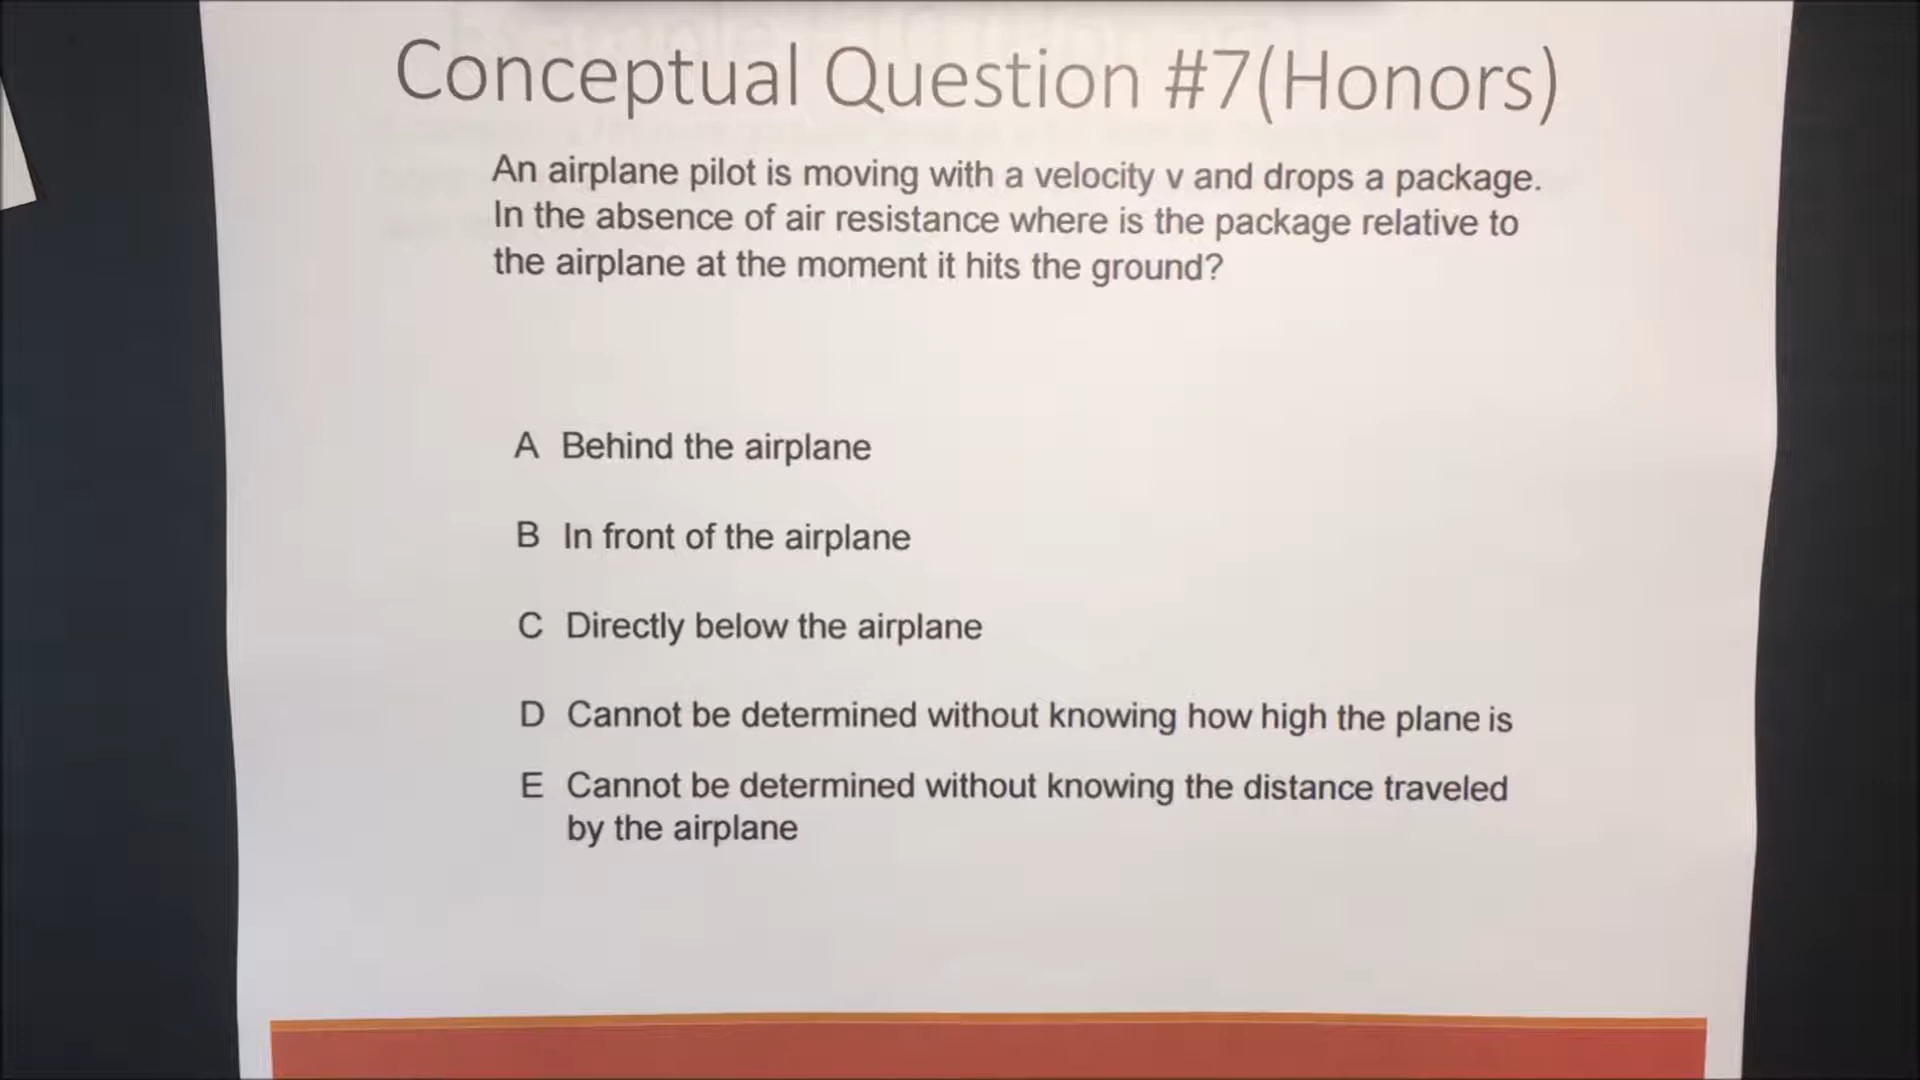 Conceptual Question #7(Honors)
An airplane pilot is moving with a velocity v and drops a package.
In the absence of air resistance where is the package relative to
the airplane at the moment it hits the ground?
A Behind the airplane
B In front of the airplane
C Directly below the airplane
D Cannot be determined without knowing how high the plane is
E Cannot be determined without knowing the distance traveled
by the airplane